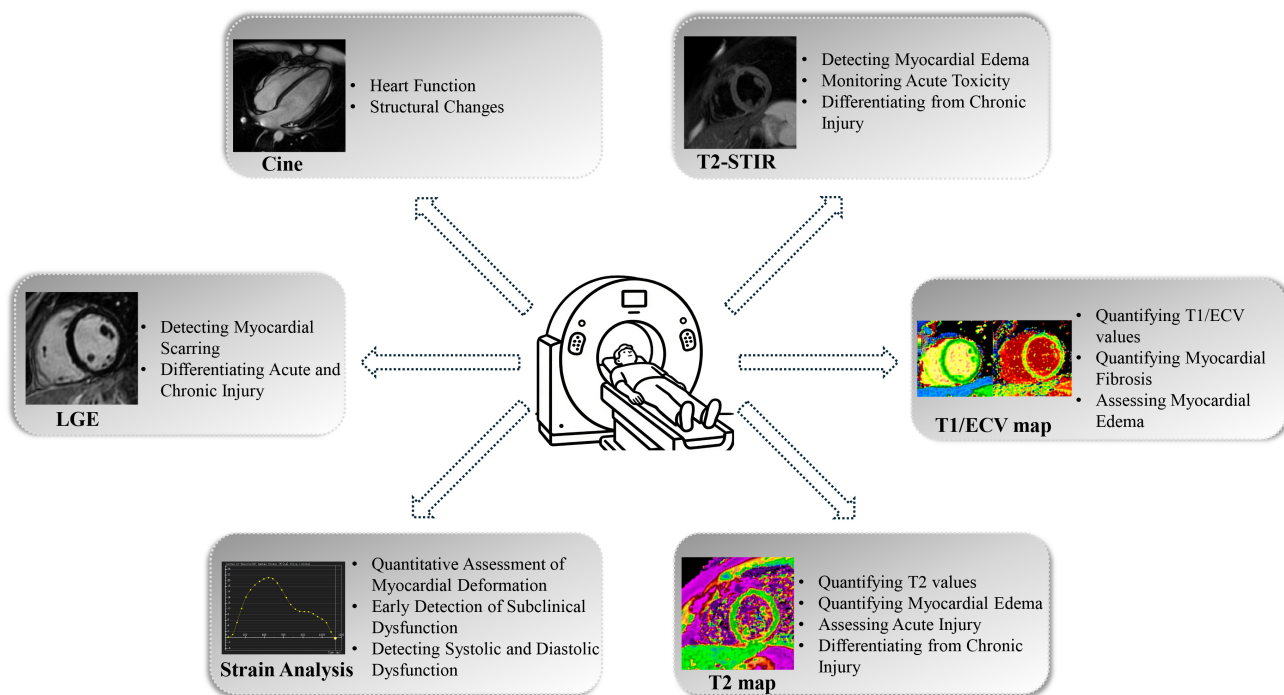 • Heart Function
• Structural Changes
Cine
• Detecting Myocardial Edema
• Monitoring Acute Toxicity
• Differentiating from Chronic
Injury
T2-STIR
• Detecting Myocardial
Scarring
• Differentiating Acute and
Chronic Injury
LGE
• Quantifying T1/ECV
values
• Quantifying Myocardial
Fibrosis
• Assessing Myocardial
Edema
T1/ECV map
• Quantitative Assessment of
Myocardial Deformation
• Early Detection of Subclinical
Dysfunction
• Detecting Systolic and Diastolic
Dysfunction
Strain Analysis
• Quantifying T2 values
• Quantifying Myocardial Edema
• Assessing Acute Injury
• Differentiating from Chronic
Injury
T2 map